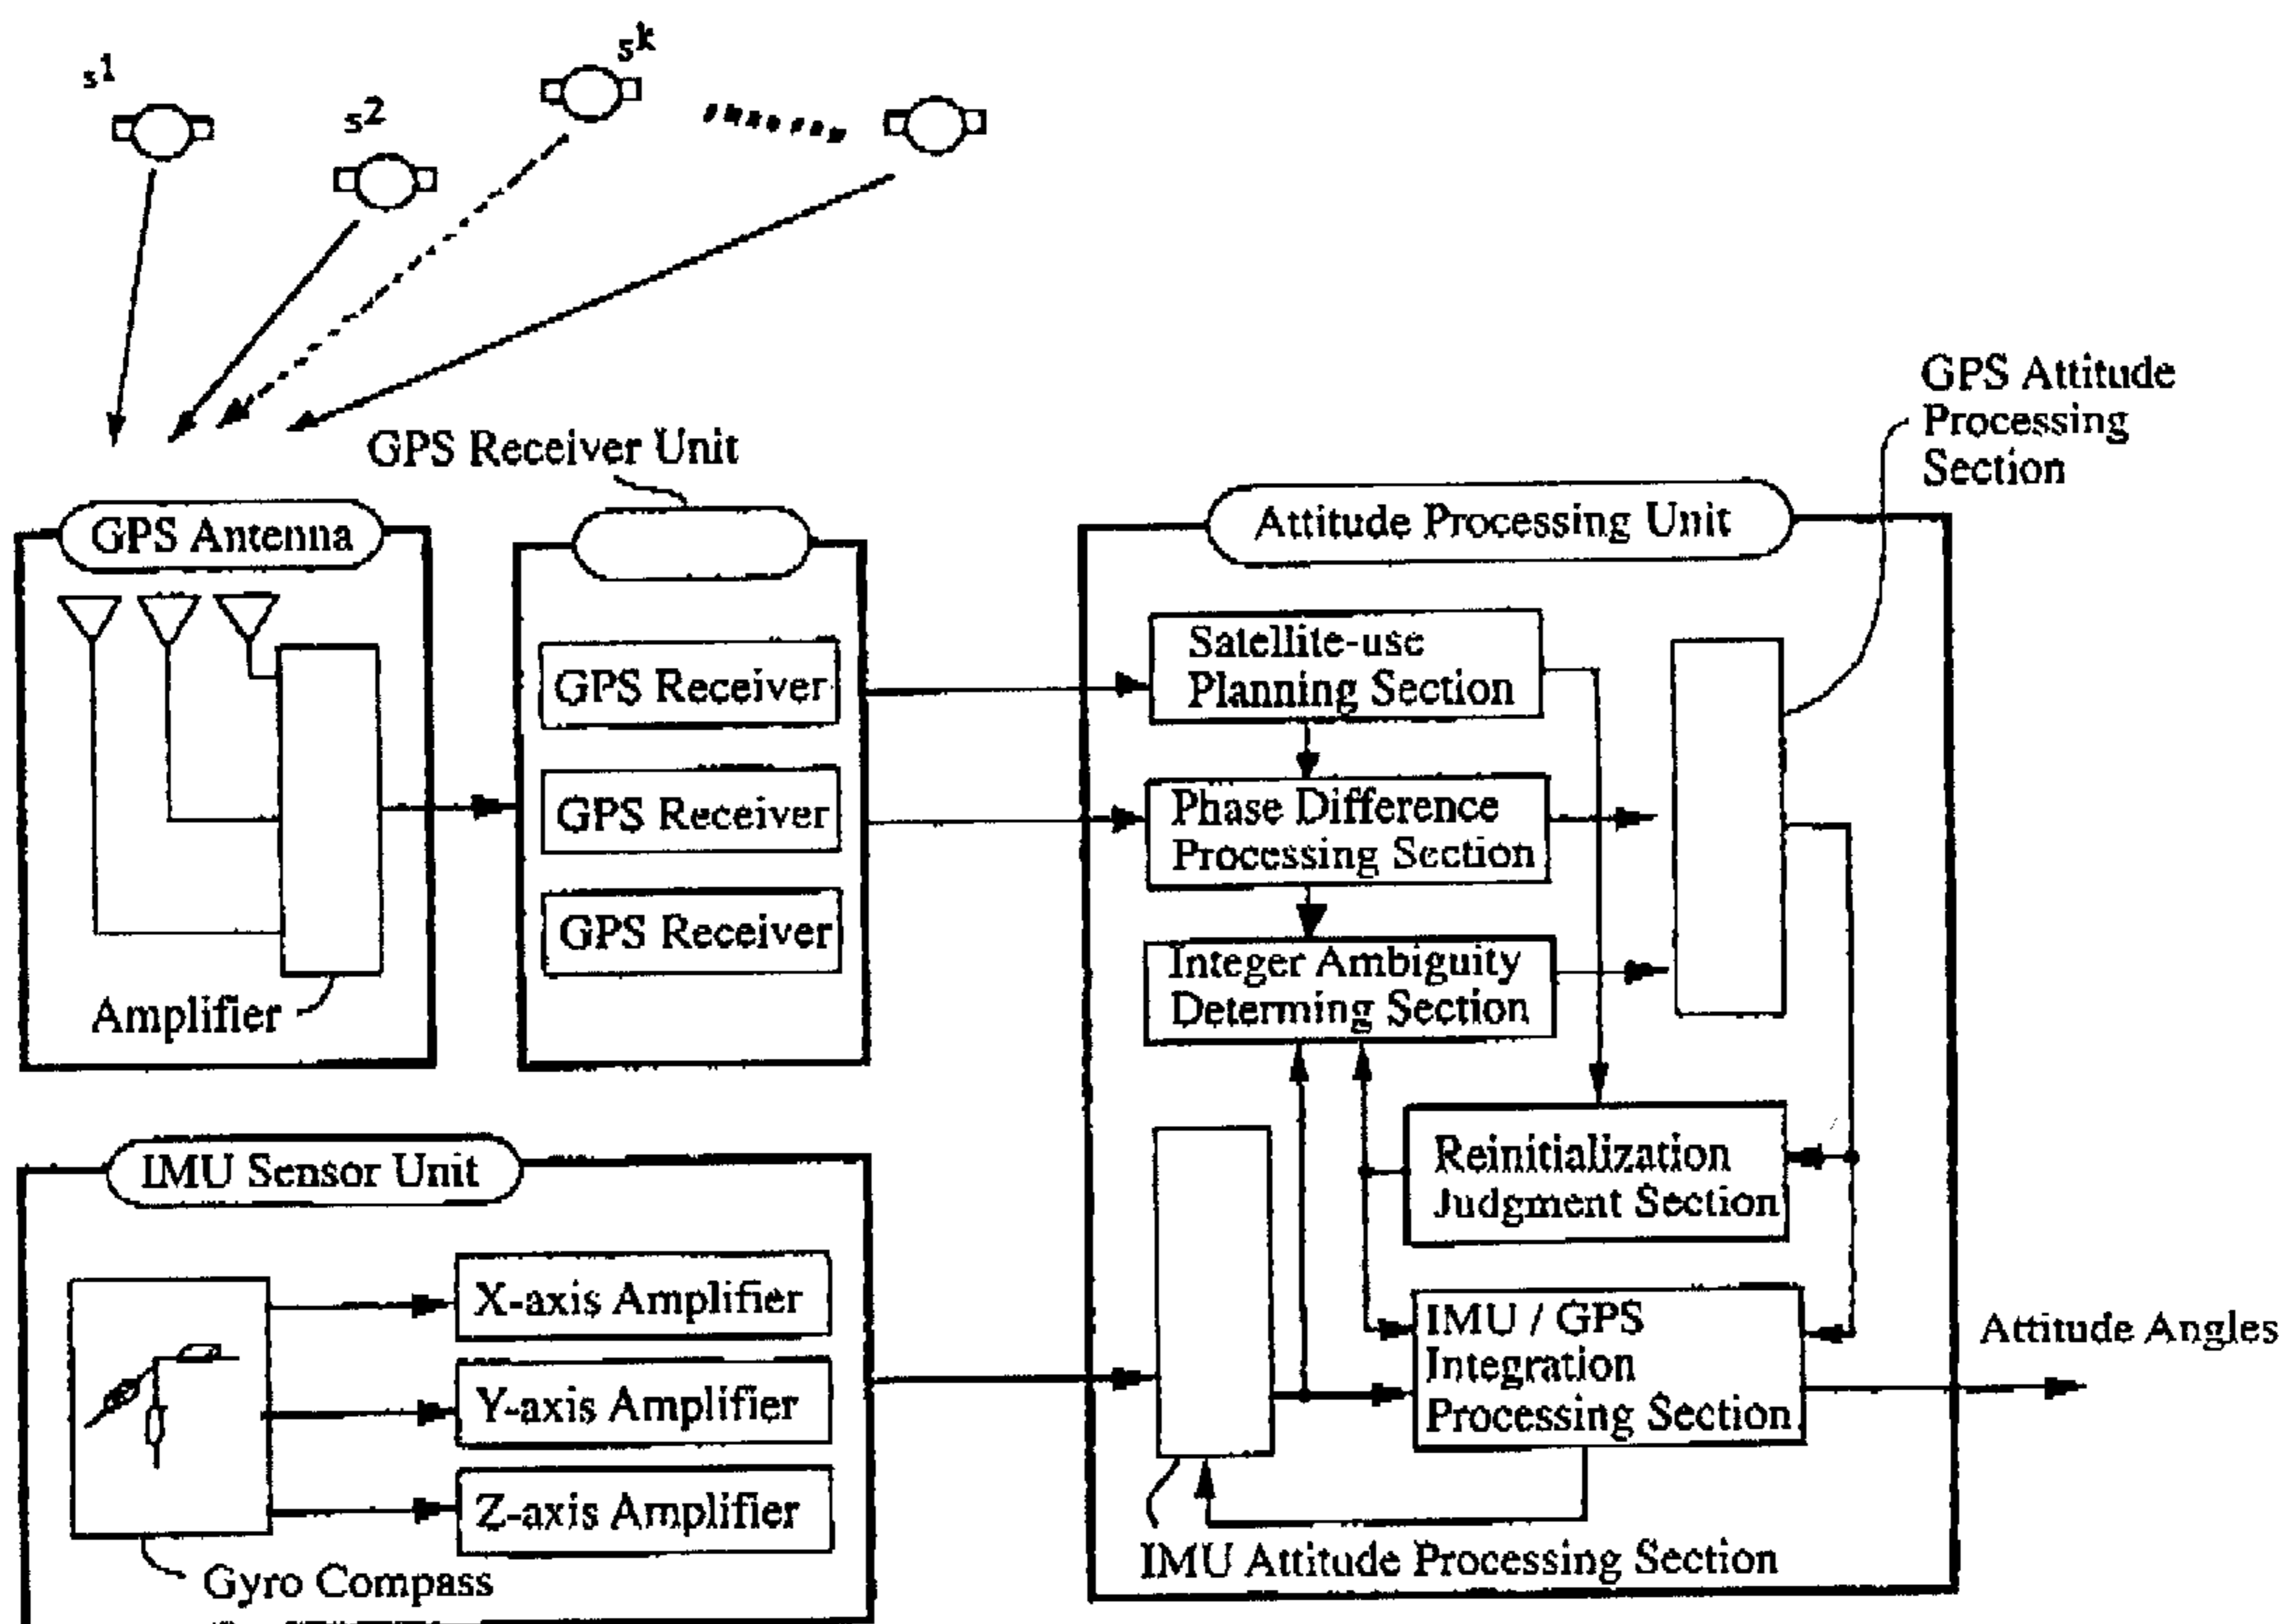 s1
s2
sk
GPS Receiver Unit
GPS Antenna
GPS Receiver
GPS Receiver
GPS Receiver
Amplifier
IMU Sensor Unit
X-axis Amplifier
Y-axis Amplifier
Z-axis Amplifier
Gyro Compass
Attitude Processing Unit
GPS Attitude
Processing
Section
Satellite-use
Planning Section
Phase Difference
Processing Section
Integer Ambiguity
Determing Section
Reinitialization
Judgment Section
IMU / GPS
Integration
Processing Section
IMU Attitude Processing Section
Attitude Angles